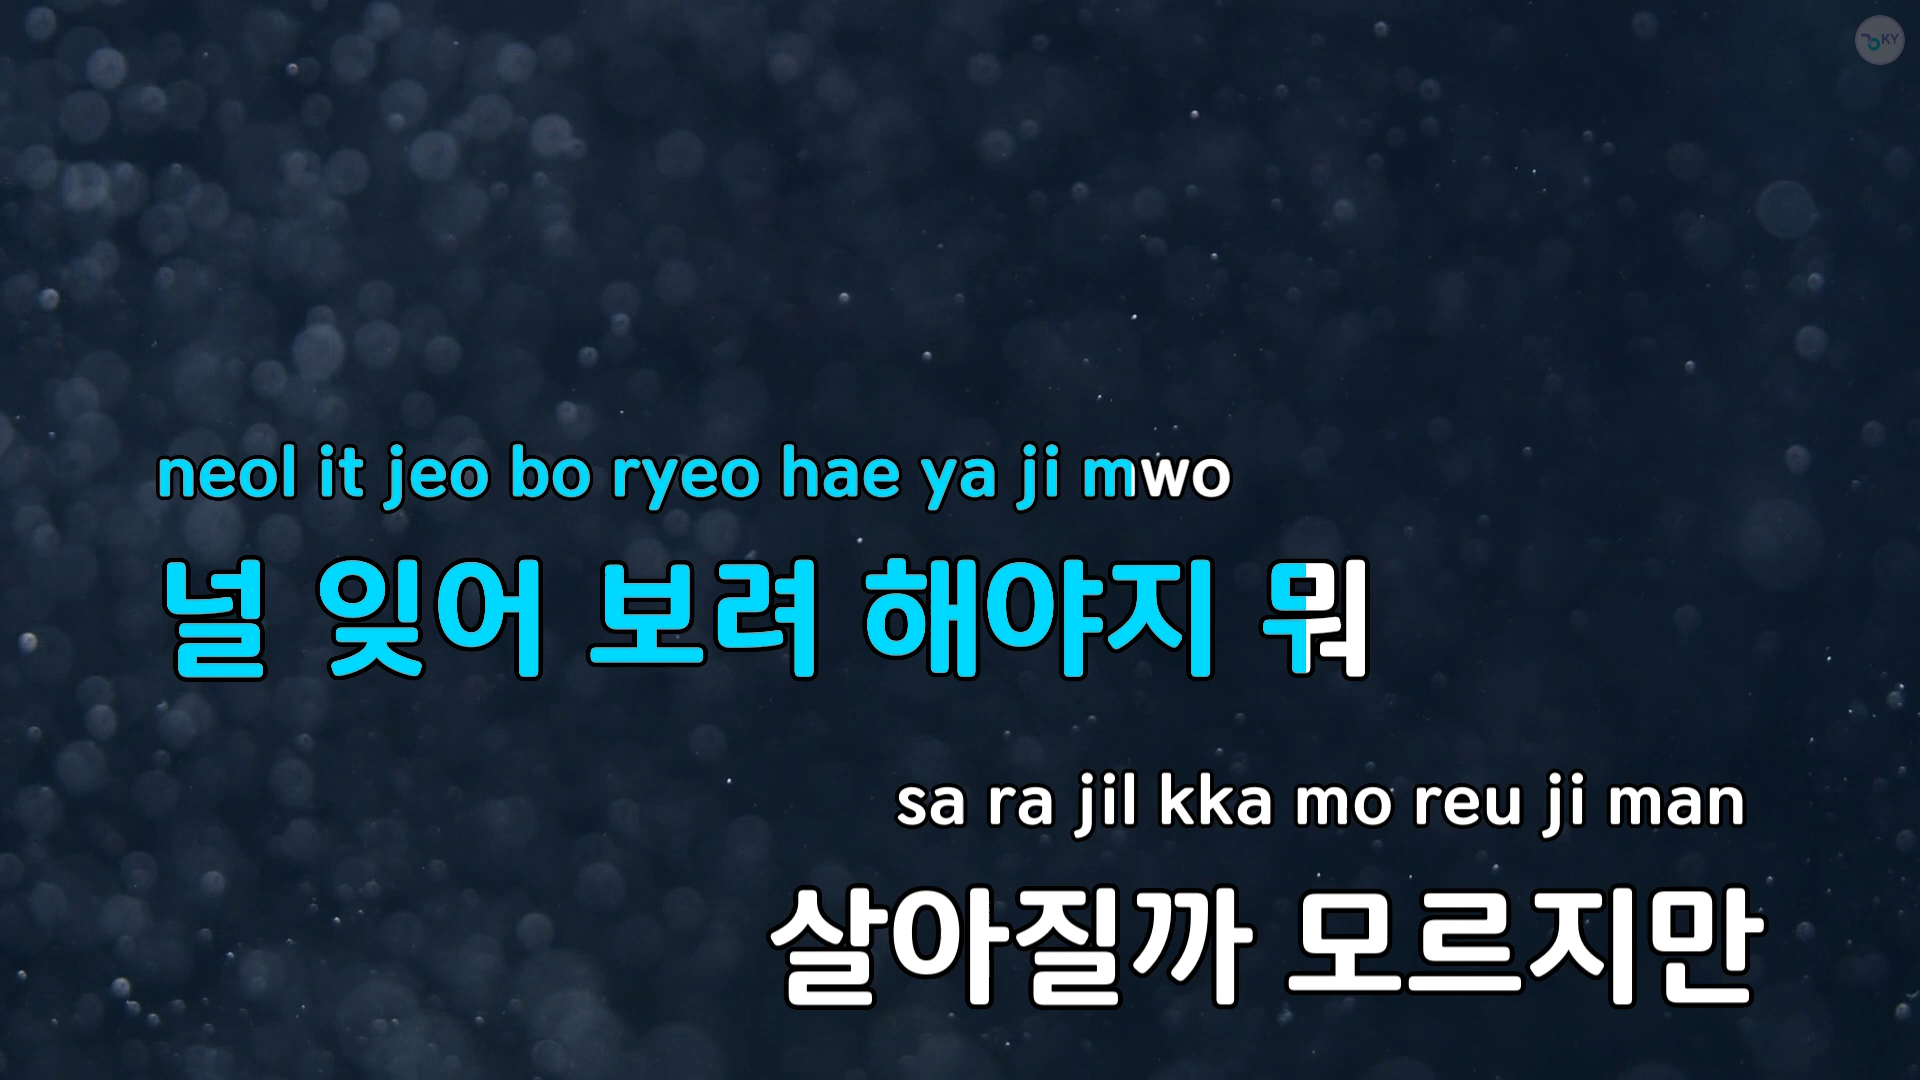 KY
neol it jeo bo ryeo hae ya ji mwo
널 잊어 보려 해야지 뭐
sa ra jil kka mo reu ji man
살아질까 모르지만